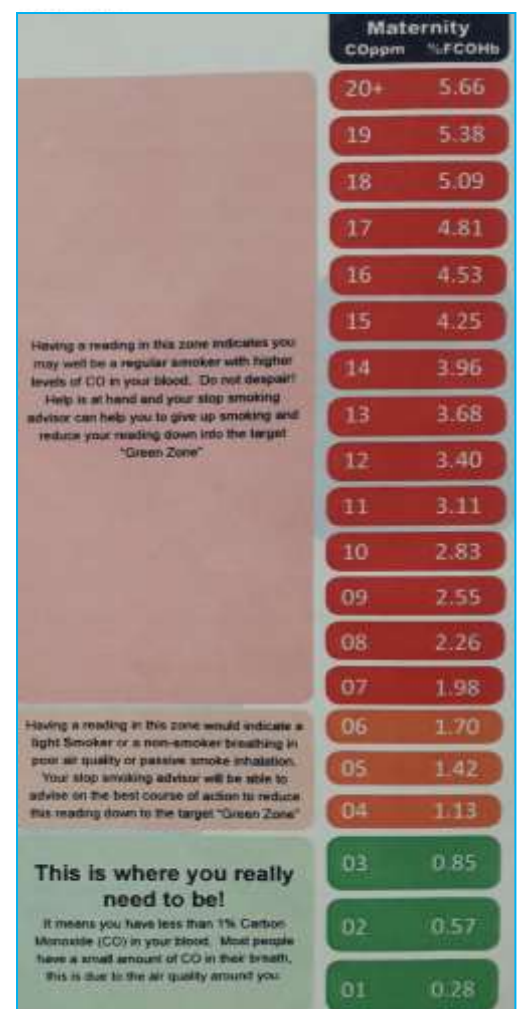 Maternity
COppm %FCOHb
20+ 5.66
19 5.38
18 5.09
17 4.81
16 4.53
15 4.25
14 3.96
13 3.68
12 3.40
11 3.11
10 2.83
09 2.55
08 2.26
07 1.98
Having a reading in this zone indicates you
may well be a regular smoker with higher
levels of CO in your blood. Do not despair!
Help is at hand and your stop smoking
advisor can help you to give up smoking and
reduce your reading down into the target
"Green Zone"
06 1.70
05 1.42
04 1.13
Having a reading in this zone would indicate a
light Smoker or a non-smoker breathing in
poor air quality or passive smoke inhalation.
Your stop smoking advisor will be able to
advise on the best course of action to reduce
this reading down to the target "Green Zone"
03 0.85
02 0.57
01 0.28
This is where you really
need to be!
It means you have less than 1% Carbon
Monoxide (CO) in your blood. Most people
have a small amount of CO in their breath,
this is due to the air quality around you.